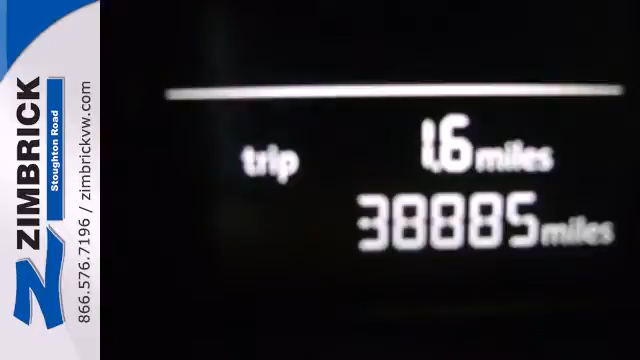 ZIMBRICK
Stoughton Road
866.576.7196 / zimbrickvw.com
trip 1.6 miles
38885 miles